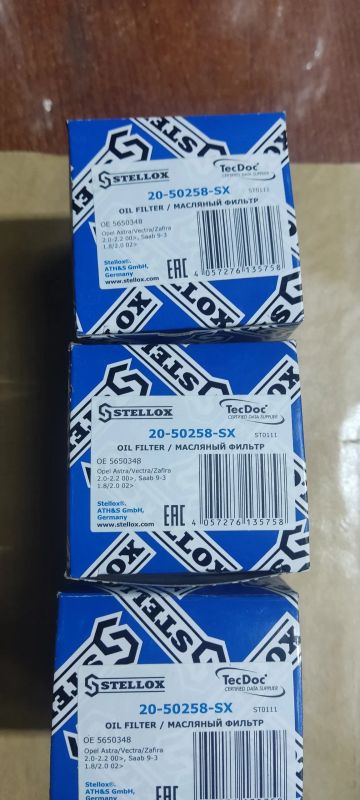 STELLOX
STELLOX
TecDoc
CERTIFIED DATA SUPPLIER
20-50258-SX
ST0111
OIL FILTER / МАСЛЯНЫЙ ФИЛЬТР
OE 5650348
Opel Astra/Vectra/Zafira
2.0-2.2 00>, Saab 9-3
1.8/2.0 02>
Stellox®.
ATH&S GmbH,
Germany
www.stellox.com
EAC
4 057276 135758
STELLOX
TecDoc
CERTIFIED DATA SUPPLIER
20-50258-SX
ST0111
OIL FILTER / МАСЛЯНЫЙ ФИЛЬТР
OE 5650348
Opel Astra/Vectra/Zafira
2.0-2.2 00>, Saab 9-3
1.8/2.0 02>
Stellox®.
ATH&S GmbH,
Germany
www.stellox.com
EAC
4 057276 135758
STELLOX
TecDoc
CERTIFIED DATA SUPPLIER
20-50258-SX
ST0111
OIL FILTER / МАСЛЯНЫЙ ФИЛЬТР
OE 5650348
Opel Astra/Vectra/Zafira
2.0-2.2 00>, Saab 9-3
1.8/2.0 02>
Stellox®.
ATH&S GmbH,
Germany